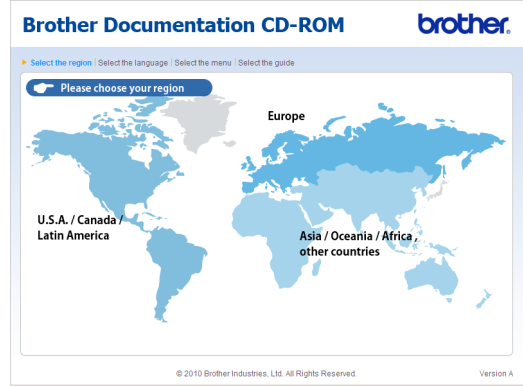 Brother Documentation CD-ROM
brother
Select the region | Select the language | Select the menu | Select the guide
Please choose your region
Europe
U.S.A. / Canada /
Latin America
Asia / Oceania / Africa ,
other countries
© 2010 Brother Industries, Ltd. All Rights Reserved.
Version A